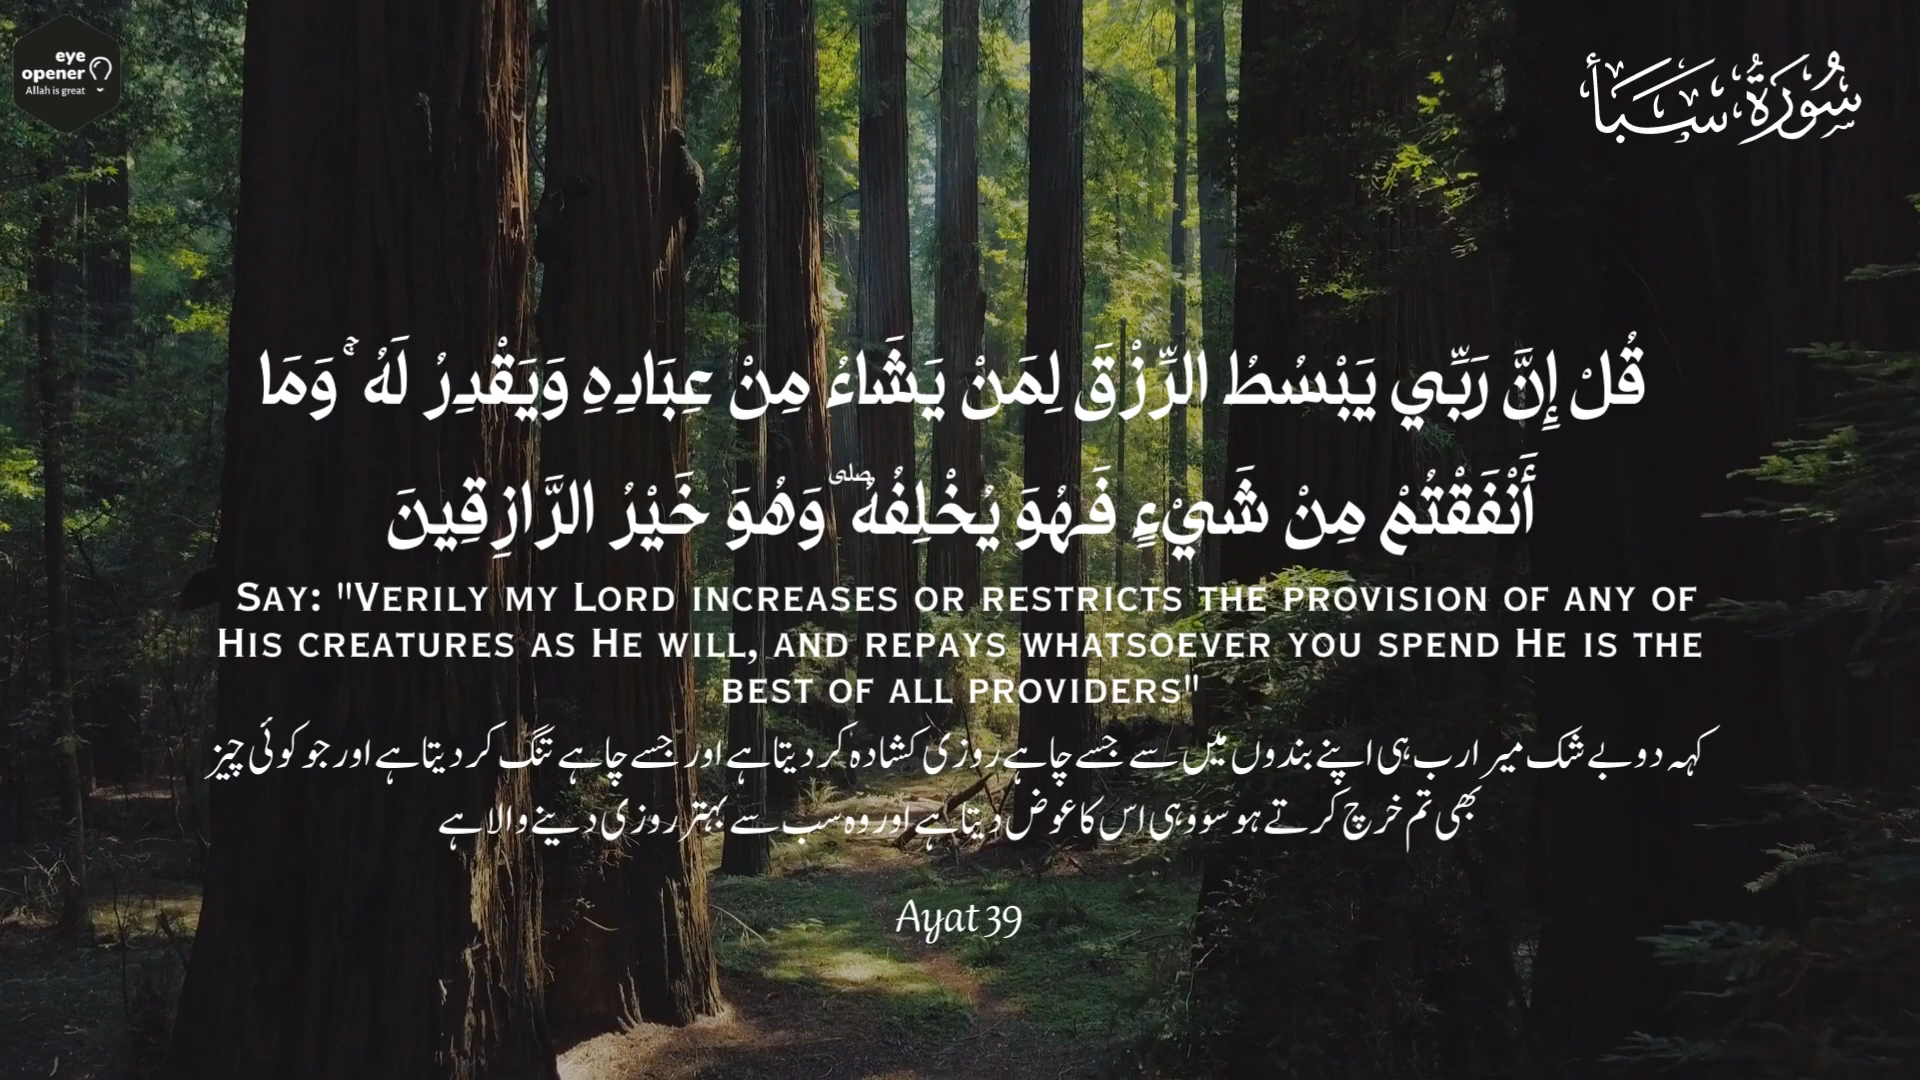 eye
opener
Allah is great
سُورَةُ سَبَأ
قُلْ إِنَّ رَبِّي يَبْسُطُ الرِّزْقَ لِمَنْ يَشَاءُ مِنْ عِبَادِهِ وَيَقْدِرُ لَهُ ۚ وَمَا
أَنْفَقْتُمْ مِنْ شَيْءٍ فَهُوَ يُخْلِفُهُ ۖ وَهُوَ خَيْرُ الرَّازِقِينَ
Say: "Verily my Lord increases or restricts the provision of any of
His creatures as He will, and repays whatsoever you spend He is the
best of all providers"
کہہ دو بے شک میرا رب ہی اپنے بندوں میں سے جسے چاہے روزی کشادہ کر دیتا ہے اور جسے چاہے تنگ کر دیتا ہے اور جو کوئی چیز
بھی تم خرچ کرتے ہو سو وہی اس کا عوض دیتا ہے اور وہ سب سے بہتر روزی دینے والا ہے
Ayat 39